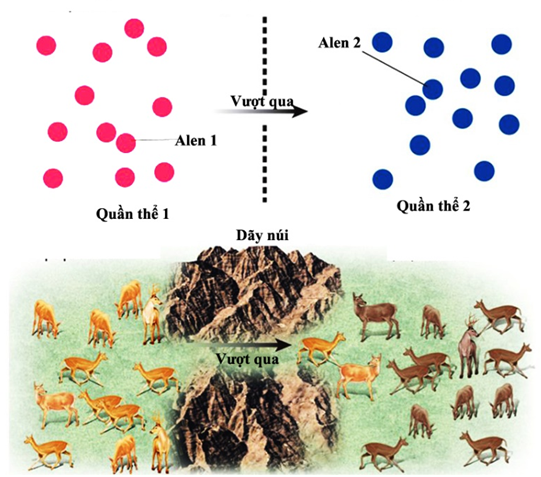 Alen 2
Vượt qua
Alen 1
Quần thể 1
Quần thể 2
Dãy núi
Vượt qua